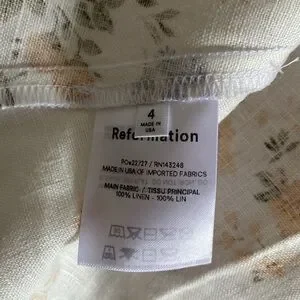 4
MADE IN
USA
Reformation
PO#22727 / RN143248
MADE IN USA OF IMPORTED FABRICS
MAIN FABRIC / TISSU PRINCIPAL
100% LINEN - 100% LIN